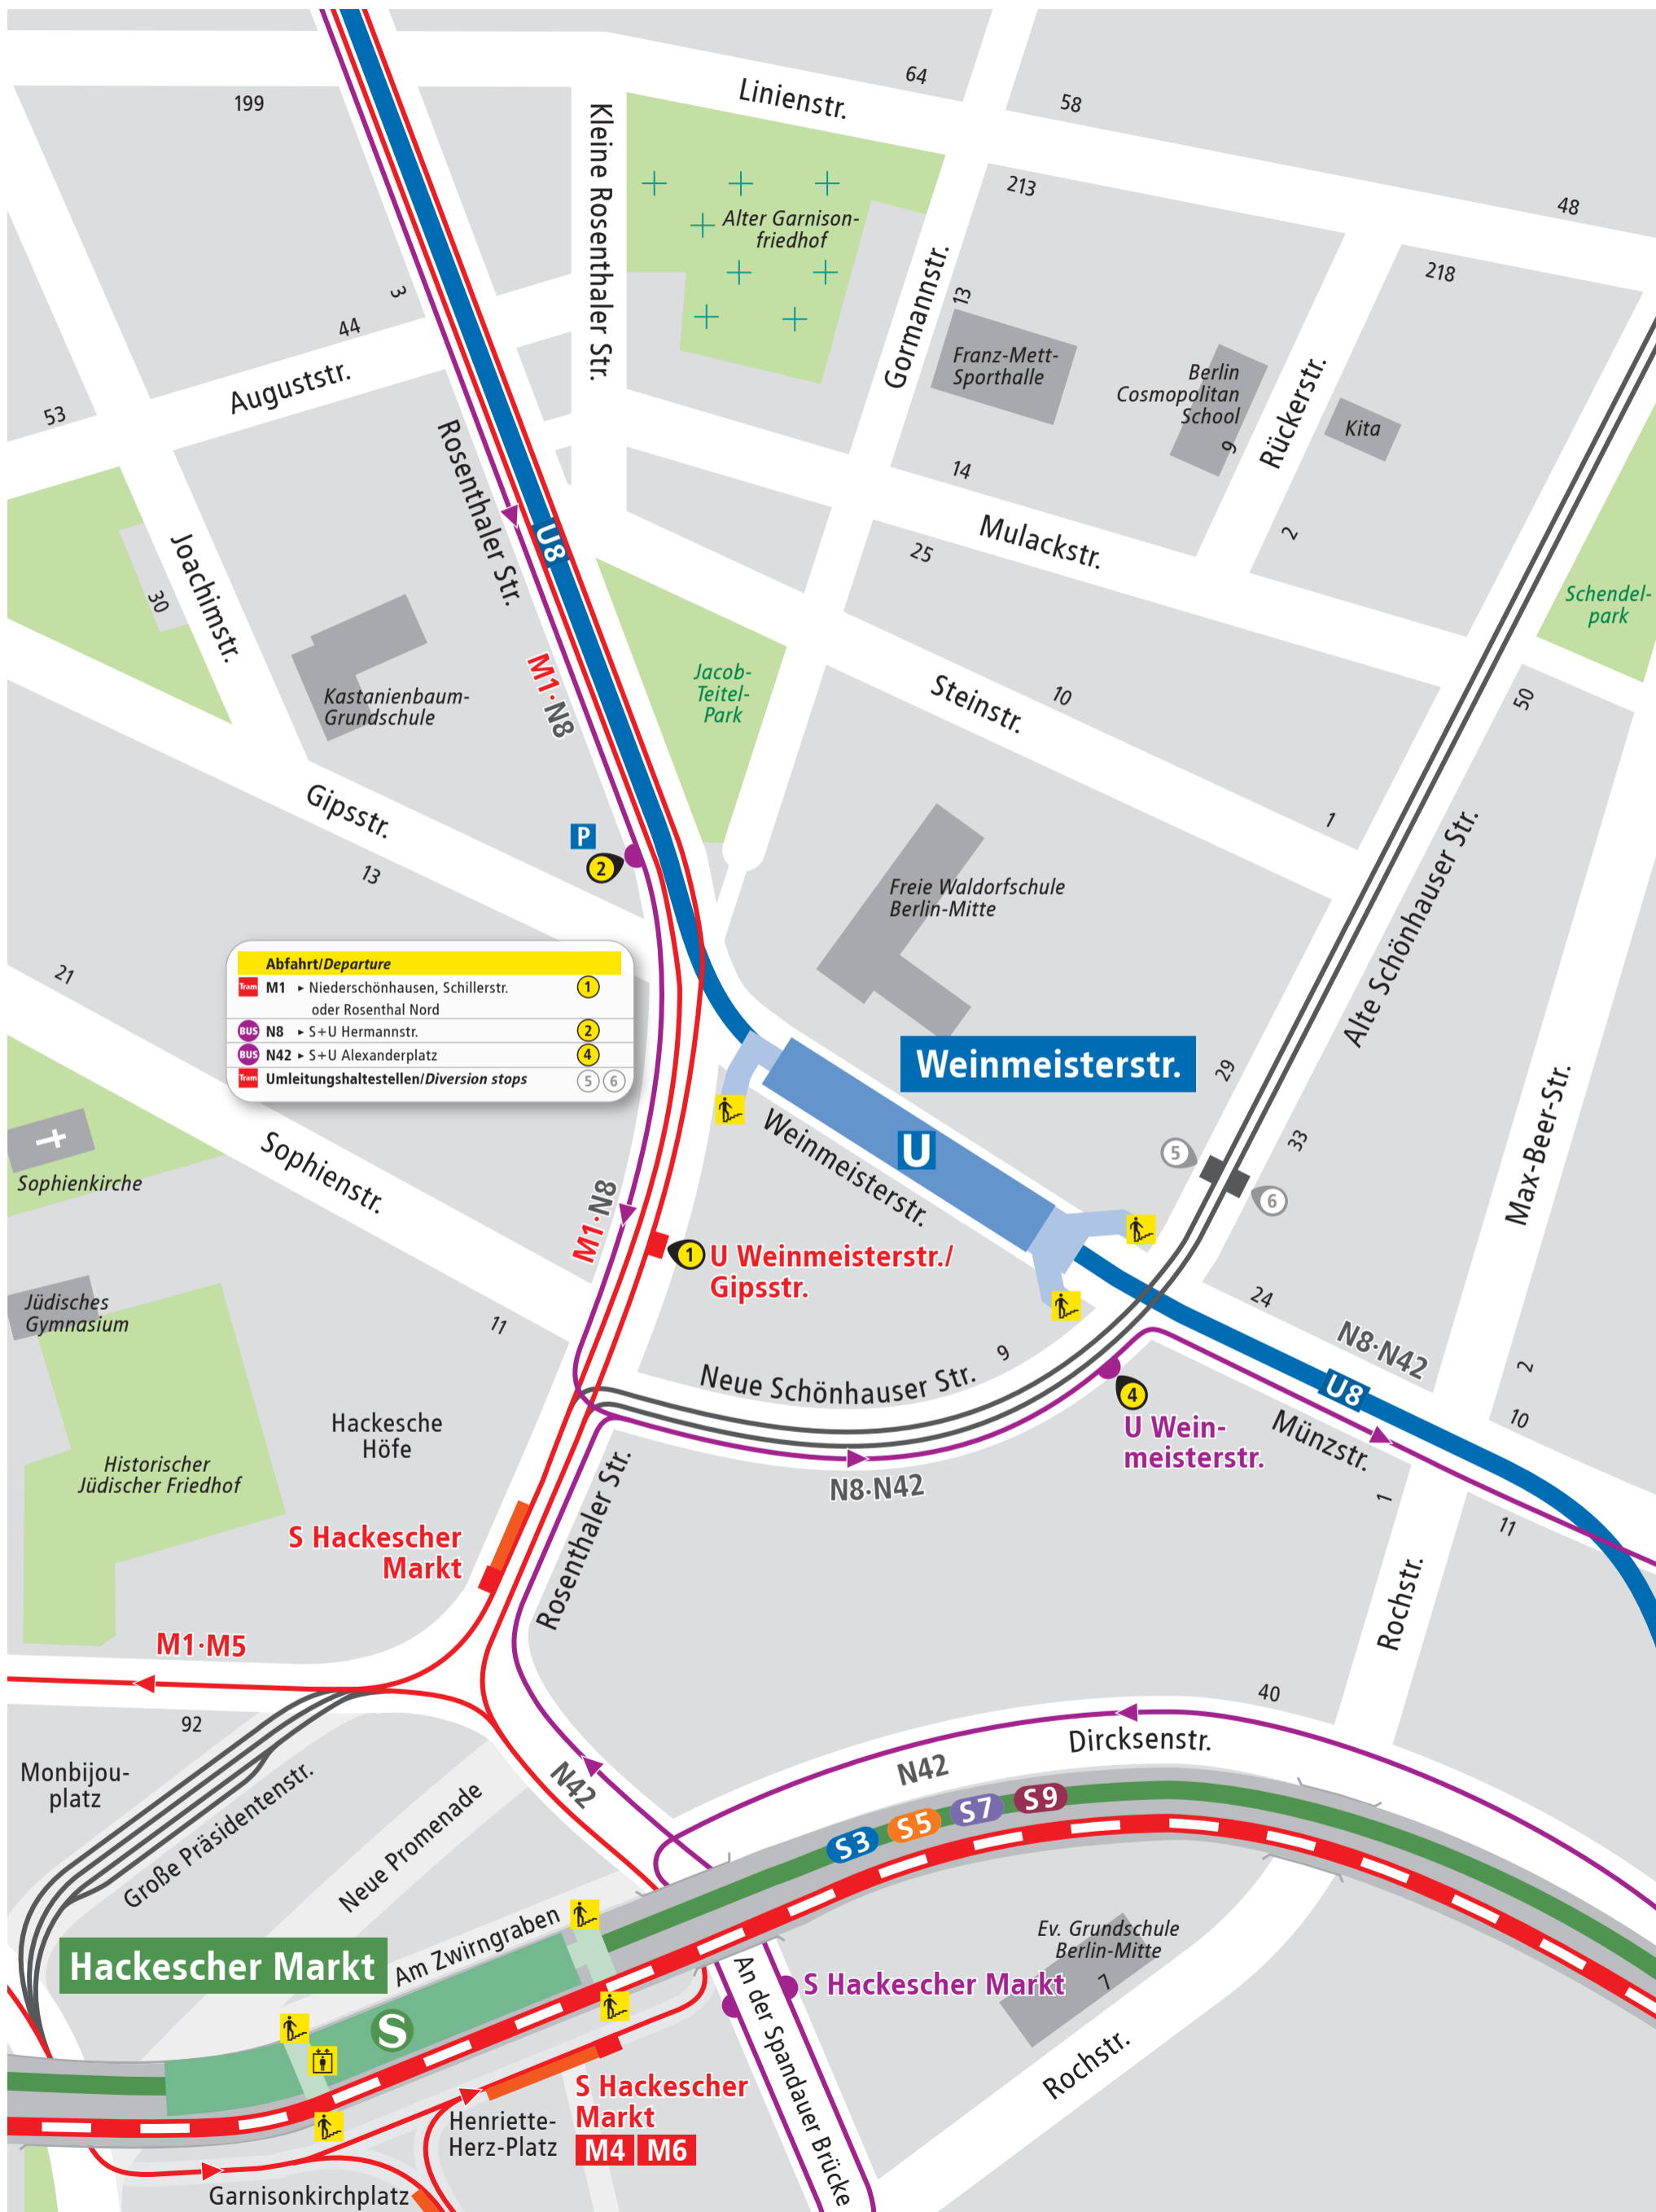 64
Linienstr.
58
199
Kleine Rosenthaler Str.
213
48
Alter Garnison-
friedhof
218
Gormannstr.
13
3
44
Franz-Mett-
Sporthalle
Berlin
Cosmopolitan
School
9
Rückerstr.
Kita
Auguststr.
53
Rosenthaler Str.
14
Mulackstr.
2
25
U8
Joachimstr.
30
Schendel-
park
M1·N8
Kastanienbaum-
Grundschule
Jacob-
Teitel-
Park
Steinstr.
10
50
Gipsstr.
1
P
2
13
Freie Waldorfschule
Berlin-Mitte
Alte Schönhauser Str.
21
Abfahrt/Departure
Tram M1 ▸ Niederschönhausen, Schillerstr. 1
oder Rosenthal Nord
BUS N8 ▸ S+U Hermannstr. 2
BUS N42 ▸ S+U Alexanderplatz 4
Tram Umleitungshaltestellen/Diversion stops 5 6
Weinmeisterstr.
29
33
Max-Beer-Str.
U
Weinmeisterstr.
5
6
Sophienstr.
Sophienkirche
M1·N8
1
U Weinmeisterstr./
Gipsstr.
Jüdisches
Gymnasium
11
24
N8·N42
9
Neue Schönhauser Str.
2
U8
10
4
U Wein-
meisterstr.
Münzstr.
Hackesche
Höfe
Historischer
Jüdischer Friedhof
N8·N42
1
11
Rosenthaler Str.
S Hackescher
Markt
Rochstr.
M1·M5
92
40
Dircksenstr.
Monbijou-
platz
N42
N42
Große Präsidentenstr.
Neue Promenade
S3
S5
S7
S9
Am Zwirngraben
Hackescher Markt
Ev. Grundschule
Berlin-Mitte
7
S Hackescher Markt
An der Spandauer Brücke
S
Rochstr.
S Hackescher
Markt
M4 M6
Henriette-
Herz-Platz
Garnisonkirchplatz